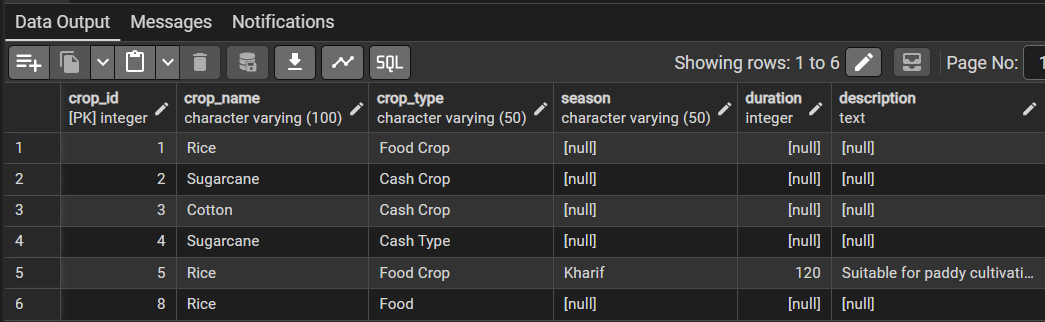 Data Output Messages Notifications
SQL Showing rows: 1 to 6 Page No: 1
crop_id crop_name crop_type season duration description
[PK] integer character varying (100) character varying (50) character varying (50) integer text
1 1 Rice Food Crop [null] [null] [null]
2 2 Sugarcane Cash Crop [null] [null] [null]
3 3 Cotton Cash Crop [null] [null] [null]
4 4 Sugarcane Cash Type [null] [null] [null]
5 5 Rice Food Crop Kharif 120 Suitable for paddy cultivati...
6 8 Rice Food [null] [null] [null]